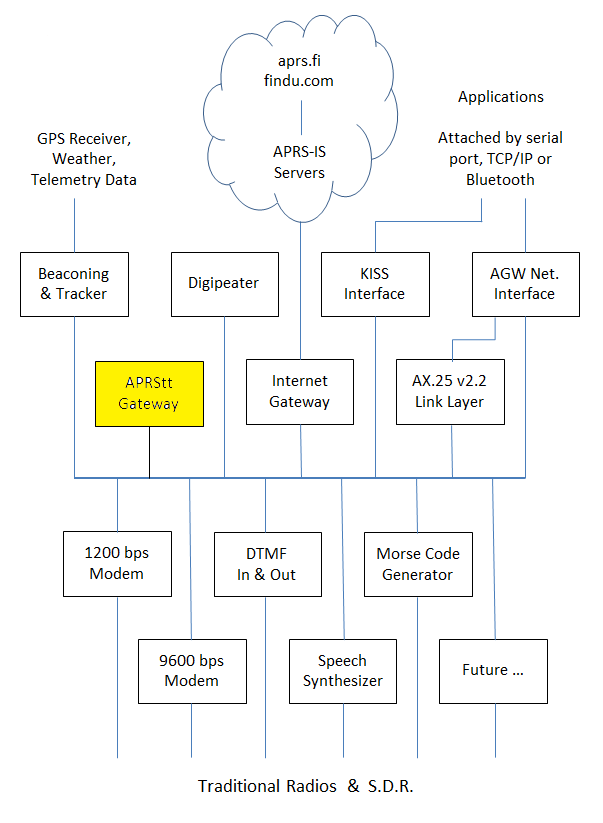 aprs.fi
findu.com
APRS-IS
Servers
Applications
Attached by serial
port, TCP/IP or
Bluetooth
GPS Receiver,
Weather,
Telemetry Data
Beaconing
& Tracker
Digipeater
KISS
Interface
AGW Net.
Interface
APRStt
Gateway
Internet
Gateway
AX.25 v2.2
Link Layer
1200 bps
Modem
DTMF
In & Out
Morse Code
Generator
9600 bps
Modem
Speech
Synthesizer
Future ...
Traditional Radios & S.D.R.